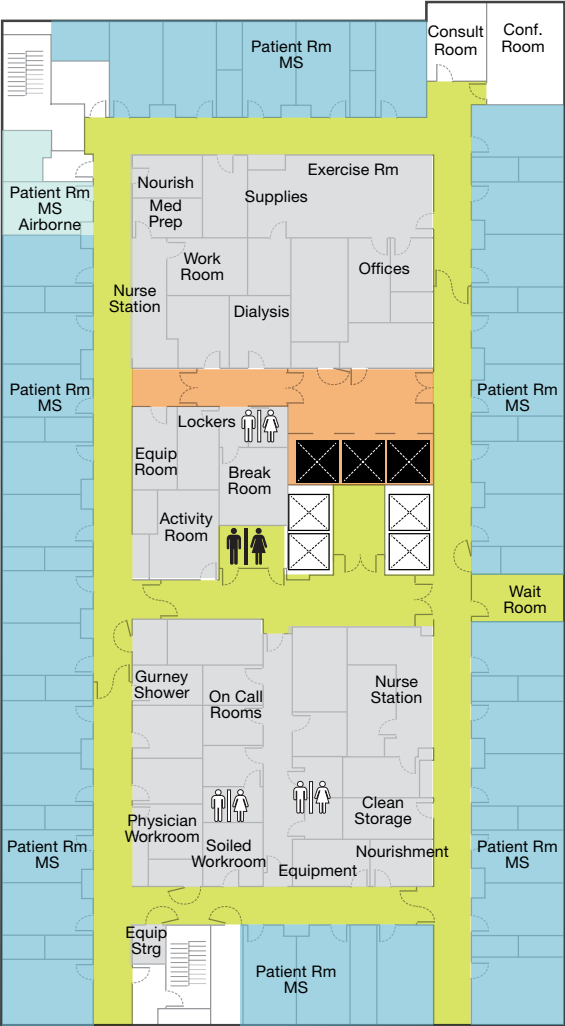 Consult
Room
Conf.
Room
Patient Rm
MS
Exercise Rm
Nourish
Supplies
Patient Rm
MS
Airborne
Med
Prep
Work
Room
Offices
Nurse
Station
Dialysis
Patient Rm
MS
Patient Rm
MS
Lockers
Equip
Room
Break
Room
Activity
Room
Wait
Room
Gurney
Shower
On Call
Rooms
Nurse
Station
Clean
Storage
Physician
Workroom
Patient Rm
MS
Soiled
Workroom
Nourishment
Patient Rm
MS
Equipment
Equip
Strg
Patient Rm
MS